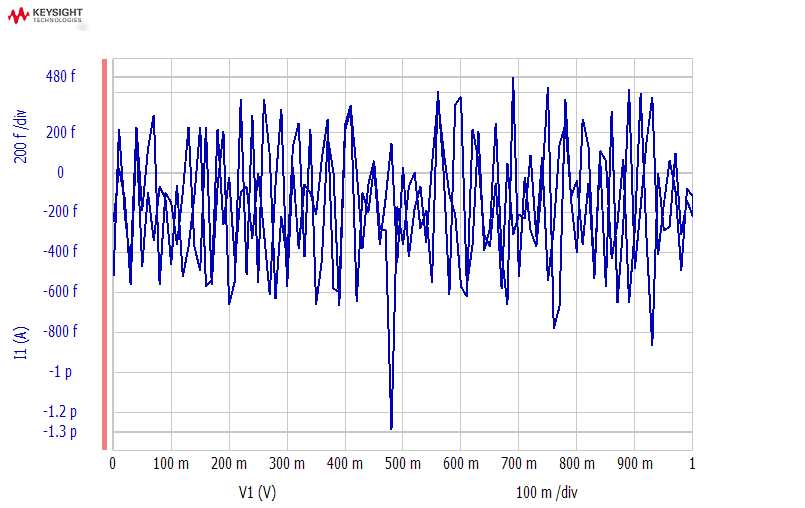 KEYSIGHT
TECHNOLOGIES
200 f /div
I1 (A)
480 f
200 f
0
-200 f
-400 f
-600 f
-800 f
-1 p
-1.2 p
-1.3 p
0 100 m 200 m 300 m 400 m 500 m 600 m 700 m 800 m 900 m 1
V1 (V) 100 m /div